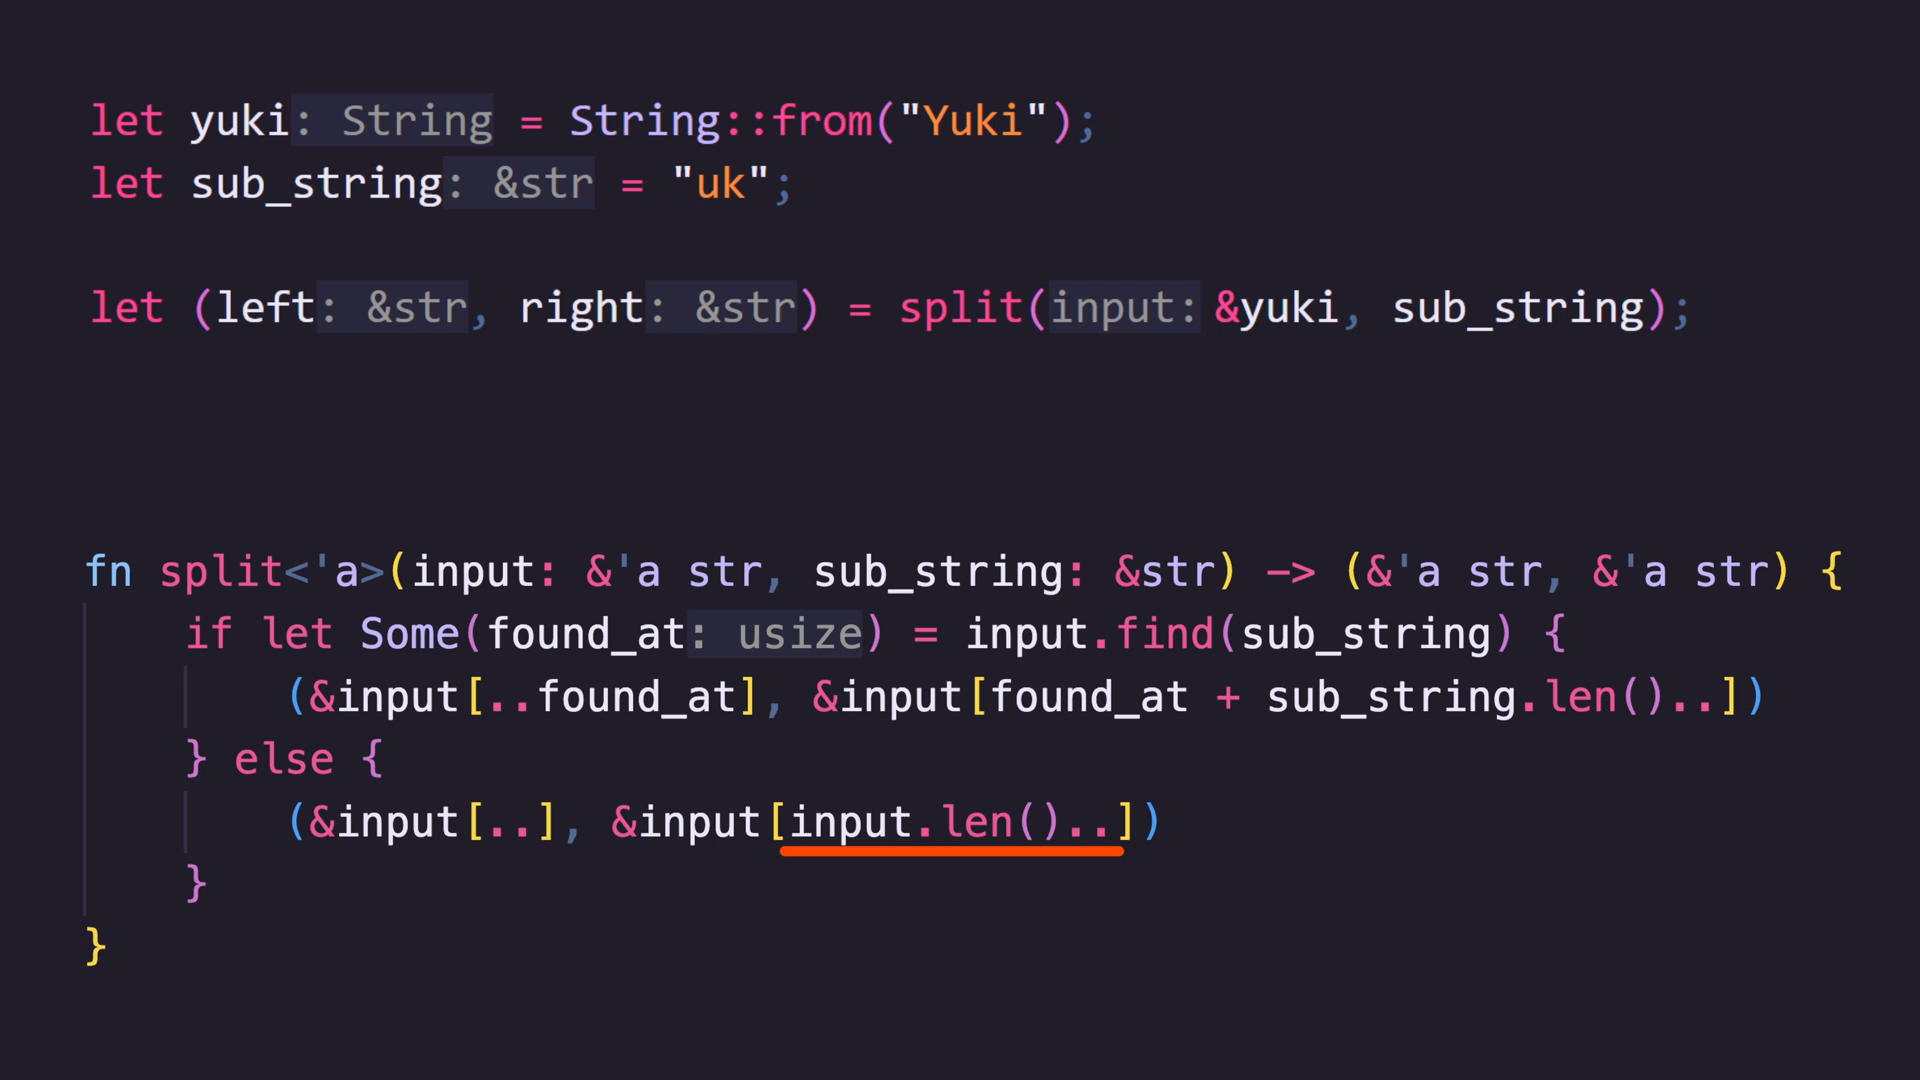 let yuki: String = String::from("Yuki");
let sub_string: &str = "uk";
let (left: &str, right: &str) = split(input: &yuki, sub_string);
fn split<'a>(input: &'a str, sub_string: &str) -> (&'a str, &'a str) {
if let Some(found_at: usize) = input.find(sub_string) {
(&input[..found_at], &input[found_at + sub_string.len()..])
} else {
(&input[..], &input[input.len()..])
}
}